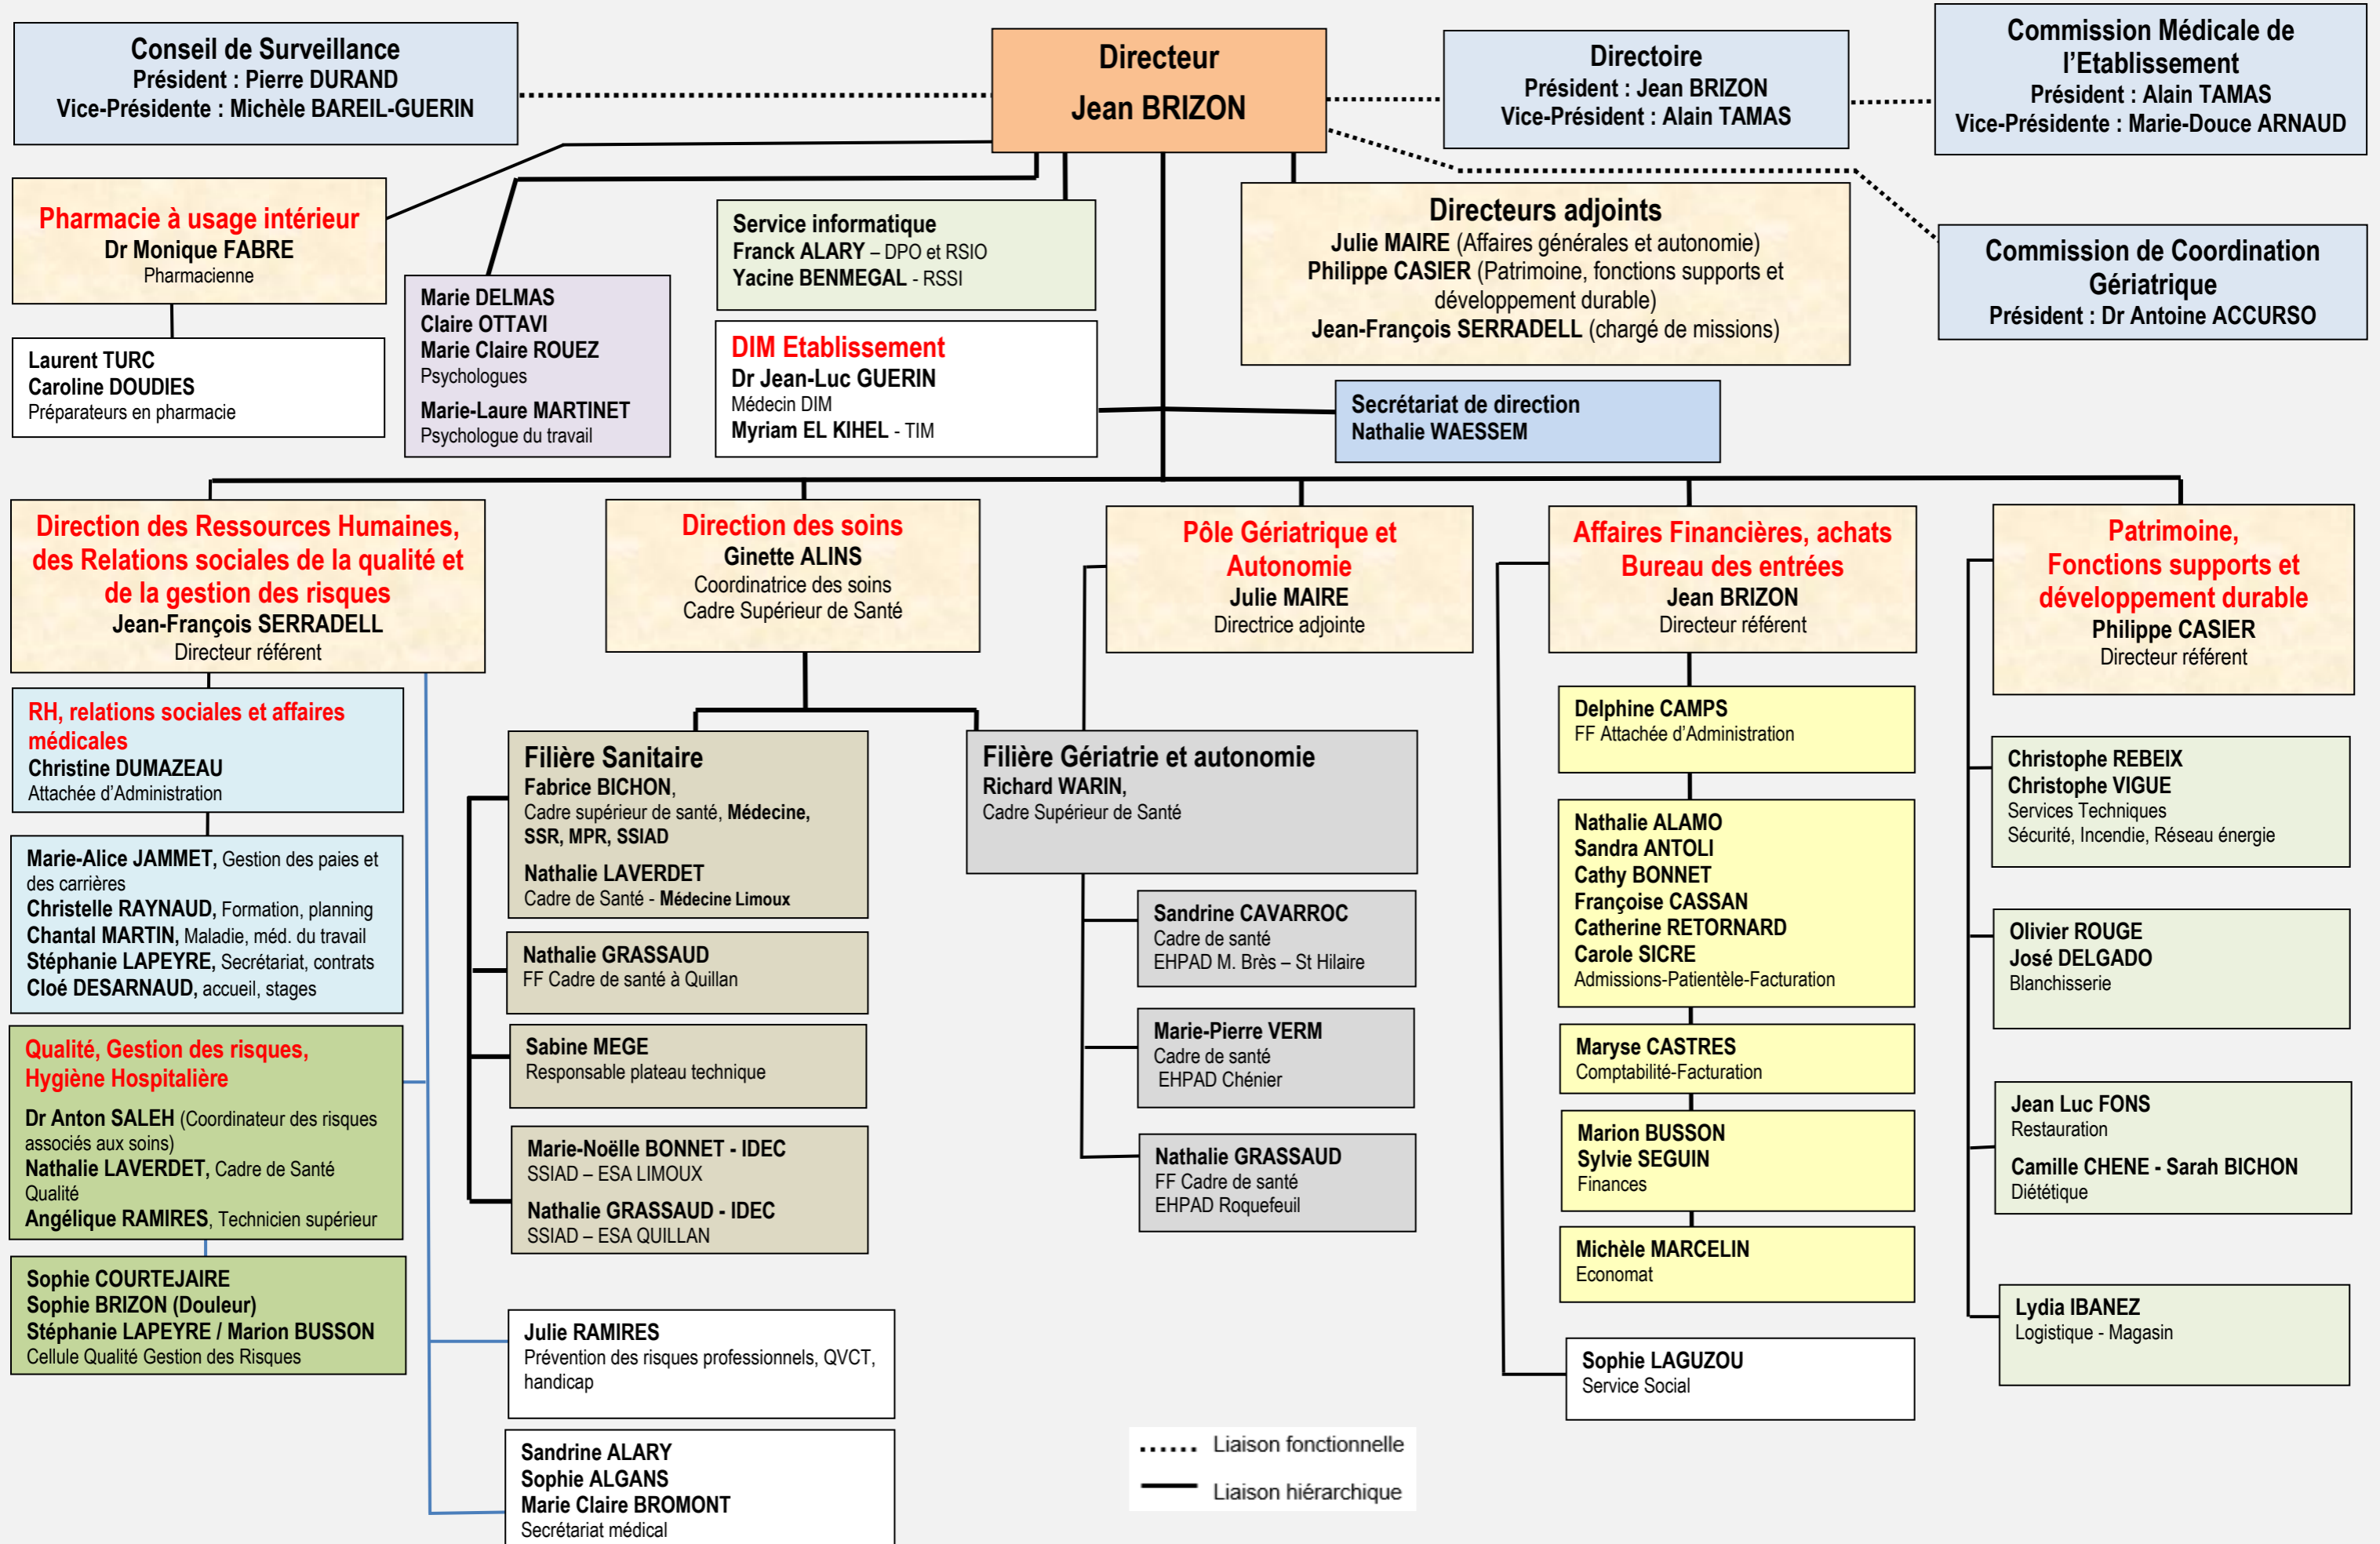 Conseil de Surveillance
Président : Pierre DURAND
Vice-Présidente : Michèle BAREIL-GUERIN
Directeur
Jean BRIZON
Directoire
Président : Jean BRIZON
Vice-Président : Alain TAMAS
Commission Médicale de
l'Etablissement
Président : Alain TAMAS
Vice-Présidente : Marie-Douce ARNAUD
Pharmacie à usage intérieur
Dr Monique FABRE
Pharmacienne
Laurent TURC
Caroline DOUDIES
Préparateurs en pharmacie
Marie DELMAS
Claire OTTAVI
Marie Claire ROUEZ
Psychologues
Marie-Laure MARTINET
Psychologue du travail
Service informatique
Franck ALARY – DPO et RSIO
Yacine BENMEGAL - RSSI
DIM Etablissement
Dr Jean-Luc GUERIN
Médecin DIM
Myriam EL KIHEL - TIM
Directeurs adjoints
Julie MAIRE (Affaires générales et autonomie)
Philippe CASIER (Patrimoine, fonctions supports et
développement durable)
Jean-François SERRADELL (chargé de missions)
Commission de Coordination
Gériatrique
Président : Dr Antoine ACCURSO
Secrétariat de direction
Nathalie WAESSEM
Direction des Ressources Humaines,
des Relations sociales de la qualité et
de la gestion des risques
Jean-François SERRADELL
Directeur référent
RH, relations sociales et affaires
médicales
Christine DUMAZEAU
Attachée d'Administration
Marie-Alice JAMMET, Gestion des paies et
des carrières
Christelle RAYNAUD, Formation, planning
Chantal MARTIN, Maladie, méd. du travail
Stéphanie LAPEYRE, Secrétariat, contrats
Cloé DESARNAUD, accueil, stages
Qualité, Gestion des risques,
Hygiène Hospitalière
Dr Anton SALEH (Coordinateur des risques
associés aux soins)
Nathalie LAVERDET, Cadre de Santé
Qualité
Angélique RAMIRES, Technicien supérieur
Sophie COURTEJAIRE
Sophie BRIZON (Douleur)
Stéphanie LAPEYRE / Marion BUSSON
Cellule Qualité Gestion des Risques
Direction des soins
Ginette ALINS
Coordinatrice des soins
Cadre Supérieur de Santé
Filière Sanitaire
Fabrice BICHON,
Cadre supérieur de santé, Médecine,
SSR, MPR, SSIAD
Nathalie LAVERDET
Cadre de Santé - Médecine Limoux
Nathalie GRASSAUD
FF Cadre de santé à Quillan
Sabine MEGE
Responsable plateau technique
Marie-Noëlle BONNET - IDEC
SSIAD – ESA LIMOUX
Nathalie GRASSAUD - IDEC
SSIAD – ESA QUILLAN
Julie RAMIRES
Prévention des risques professionnels, QVCT,
handicap
Sandrine ALARY
Sophie ALGANS
Marie Claire BROMONT
Secrétariat médical
Pôle Gériatrique et
Autonomie
Julie MAIRE
Directrice adjointe
Filière Gériatrie et autonomie
Richard WARIN,
Cadre Supérieur de Santé
Sandrine CAVARROC
Cadre de santé
EHPAD M. Brès – St Hilaire
Marie-Pierre VERM
Cadre de santé
EHPAD Chénier
Nathalie GRASSAUD
FF Cadre de santé
EHPAD Roquefeuil
Affaires Financières, achats
Bureau des entrées
Jean BRIZON
Directeur référent
Delphine CAMPS
FF Attachée d'Administration
Nathalie ALAMO
Sandra ANTOLI
Cathy BONNET
Françoise CASSAN
Catherine RETORNARD
Carole SICRE
Admissions-Patientèle-Facturation
Maryse CASTRES
Comptabilité-Facturation
Marion BUSSON
Sylvie SEGUIN
Finances
Michèle MARCELIN
Economat
Sophie LAGUZOU
Service Social
Patrimoine,
Fonctions supports et
développement durable
Philippe CASIER
Directeur référent
Christophe REBEIX
Christophe VIGUE
Services Techniques
Sécurité, Incendie, Réseau énergie
Olivier ROUGE
José DELGADO
Blanchisserie
Jean Luc FONS
Restauration
Camille CHENE - Sarah BICHON
Diététique
Lydia IBANEZ
Logistique - Magasin
Liaison fonctionnelle
Liaison hiérarchique